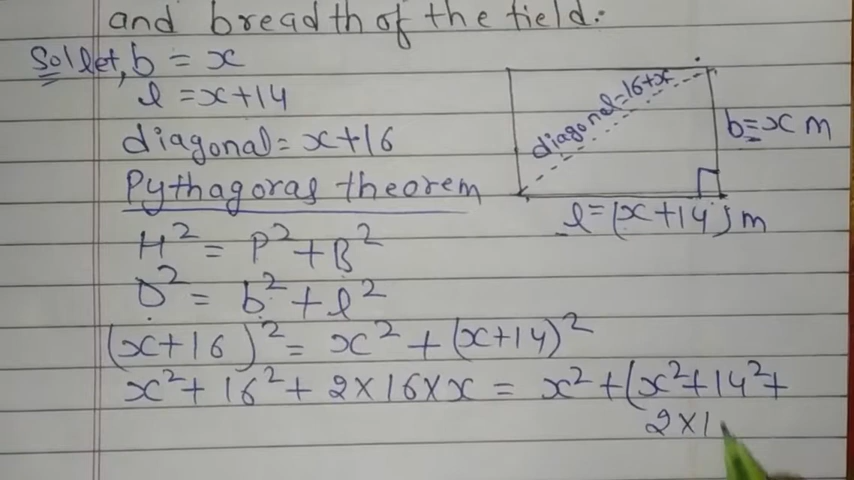 and breadth of the field.
Sol let, b = x
l = x+14
diagonal = x+16
diagonal=16+x
b = x m
Pythagoras theorem
l = (x+14) m
H² = P² + B²
D² = b² + l²
(x+16)² = x² + (x+14)²
x² + 16² + 2×16×x = x² + (x² + 14² +
2×1